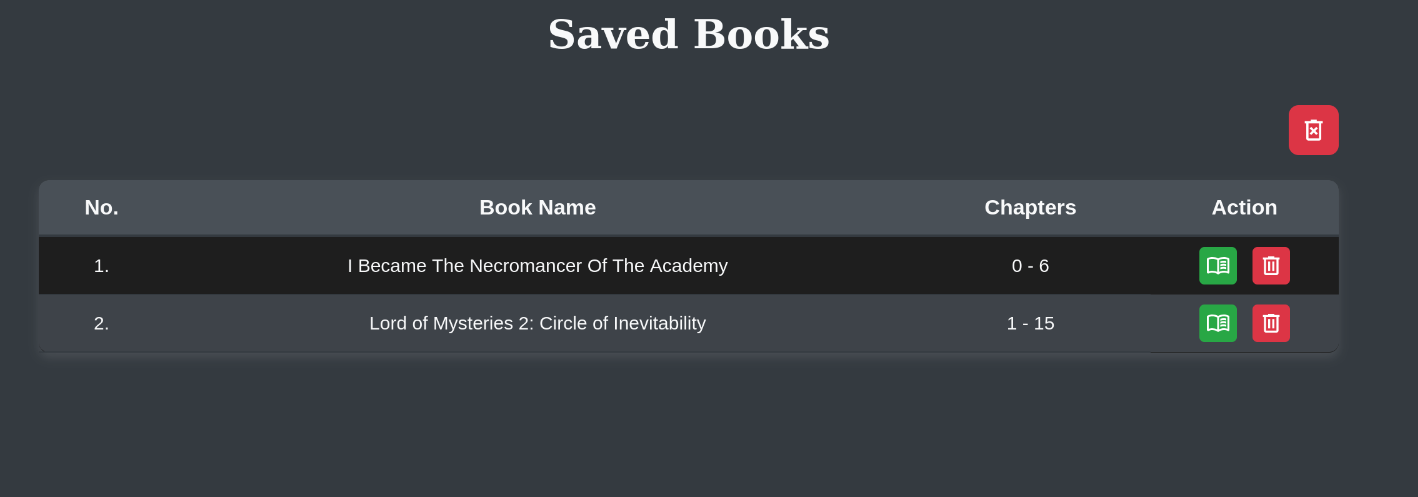 Saved Books
No. Book Name Chapters Action
1. I Became The Necromancer Of The Academy 0 - 6
2. Lord of Mysteries 2: Circle of Inevitability 1 - 15